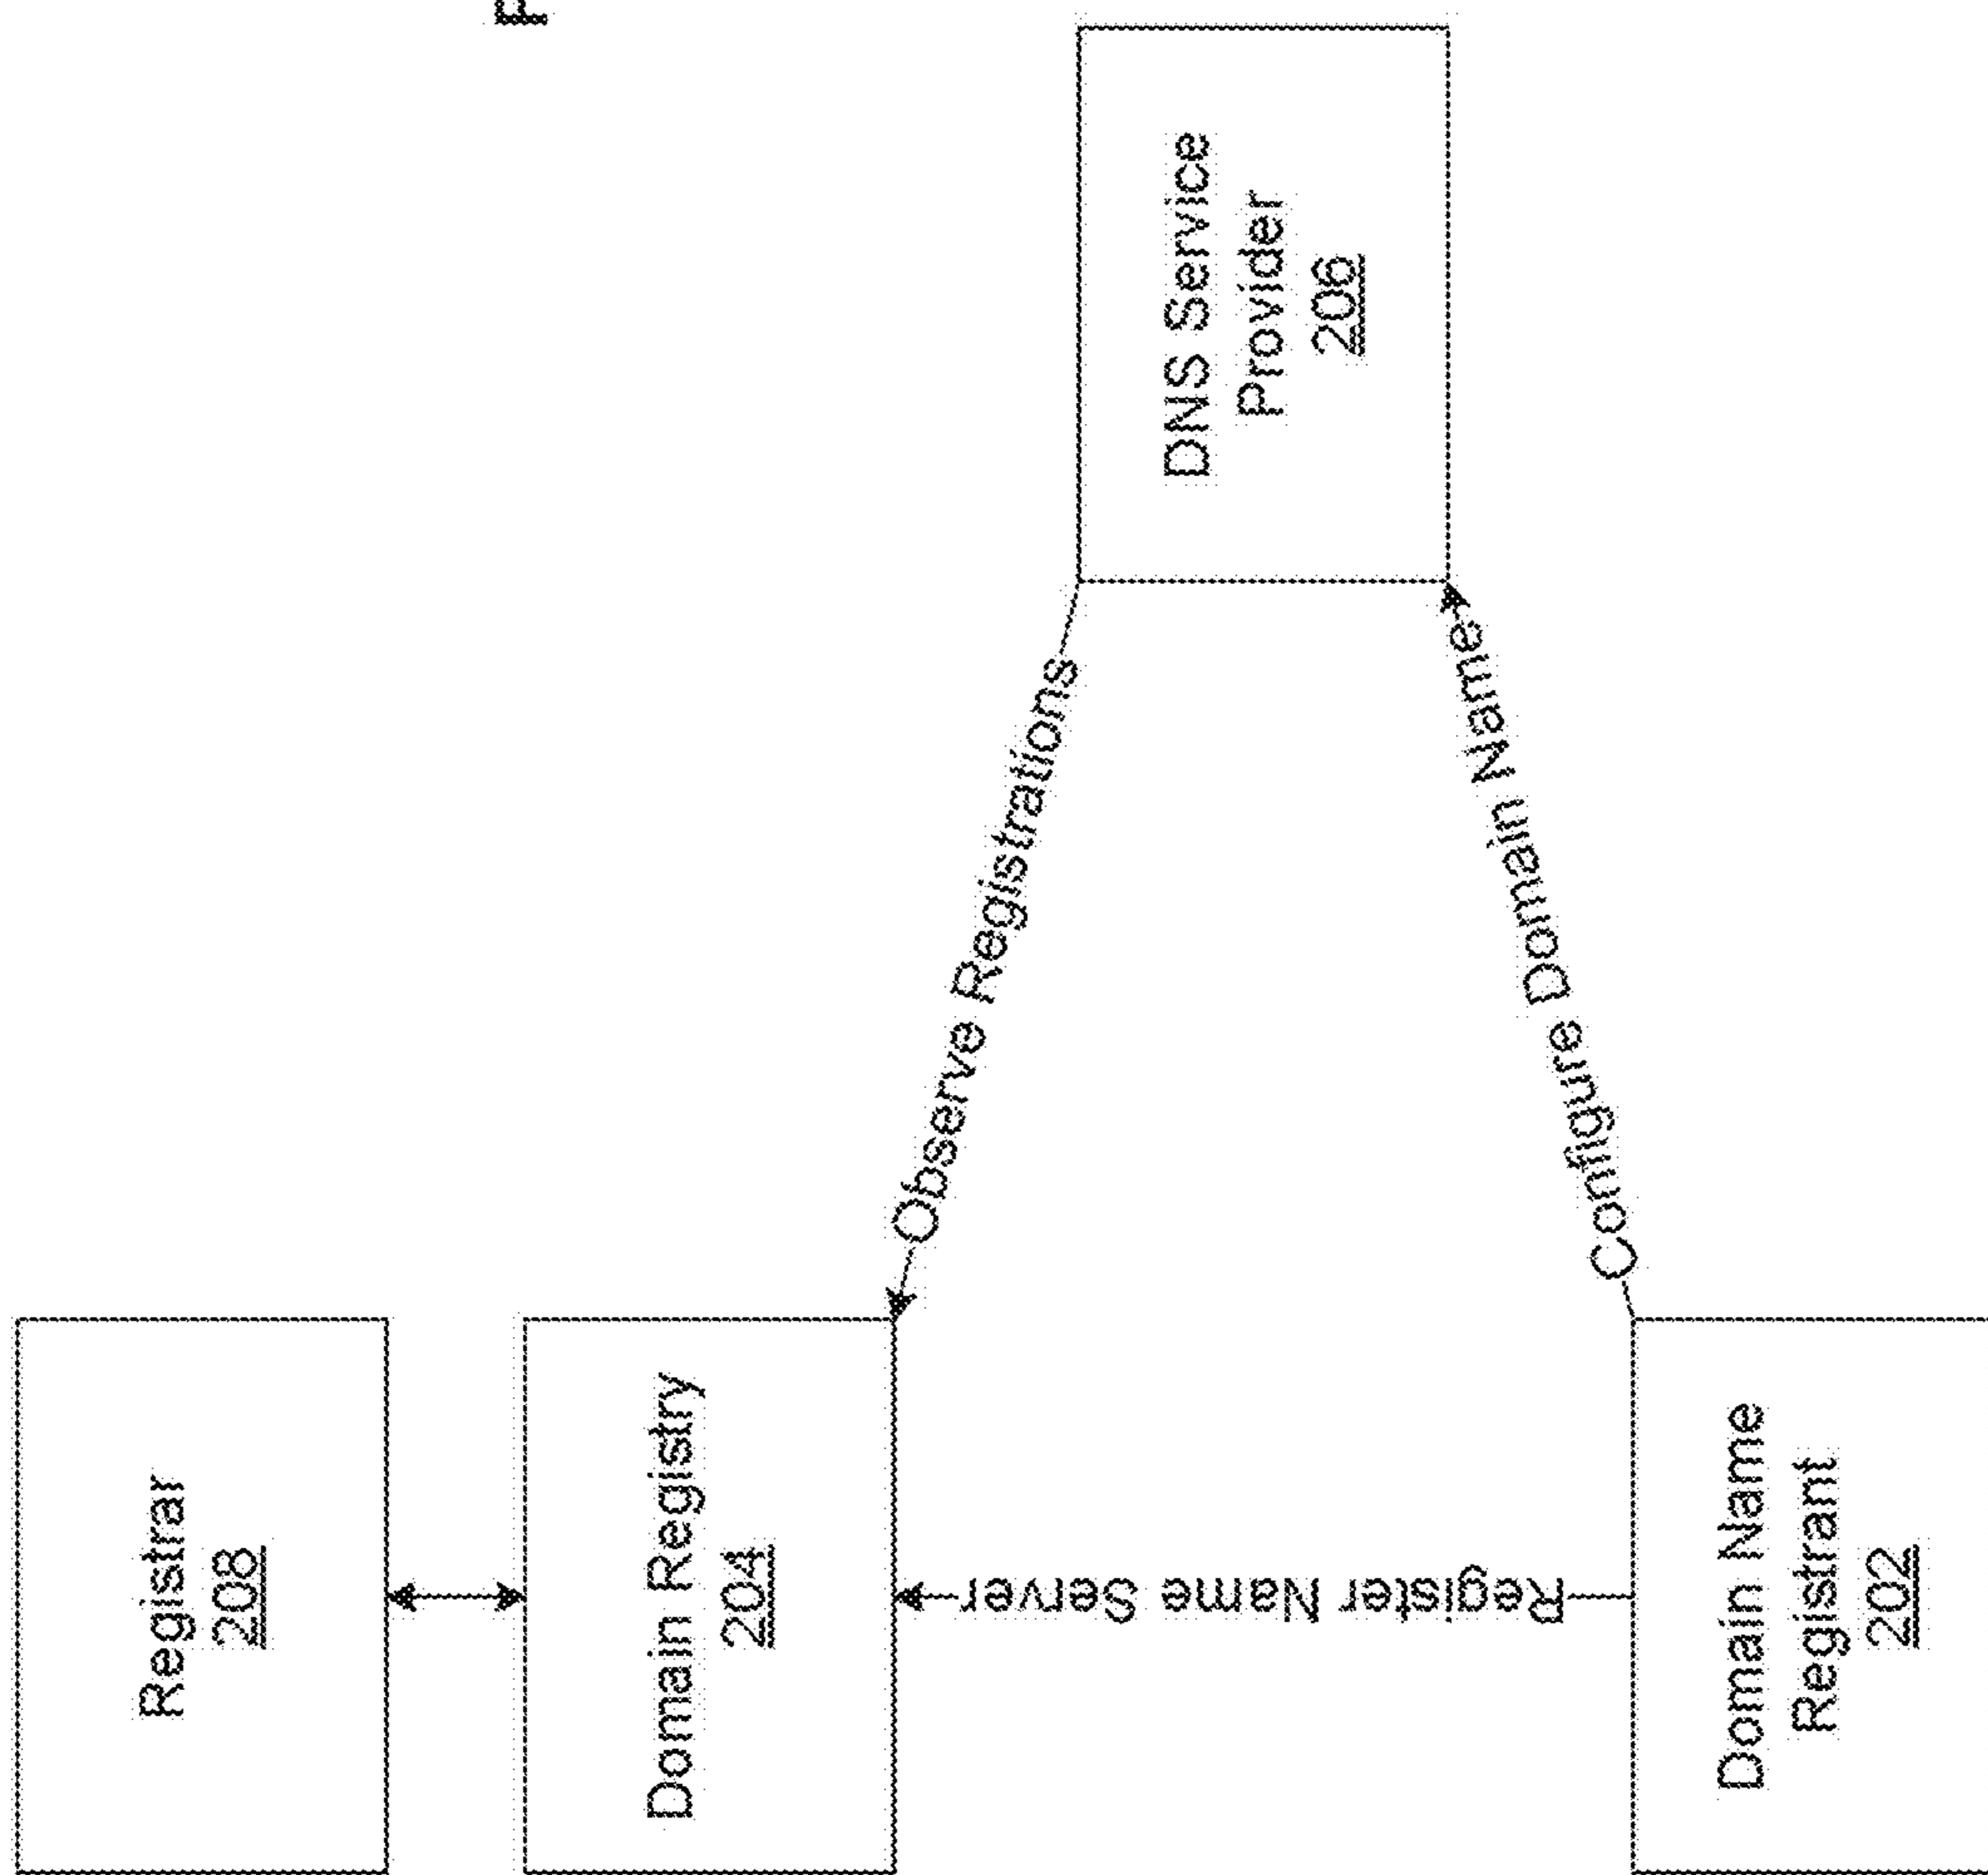 Registrar
208
Domain Registry
204
Observe Registrations
DNS Service
Provider
206
Register Name Server
Configure Domain Name
Domain Name
Registrant
202